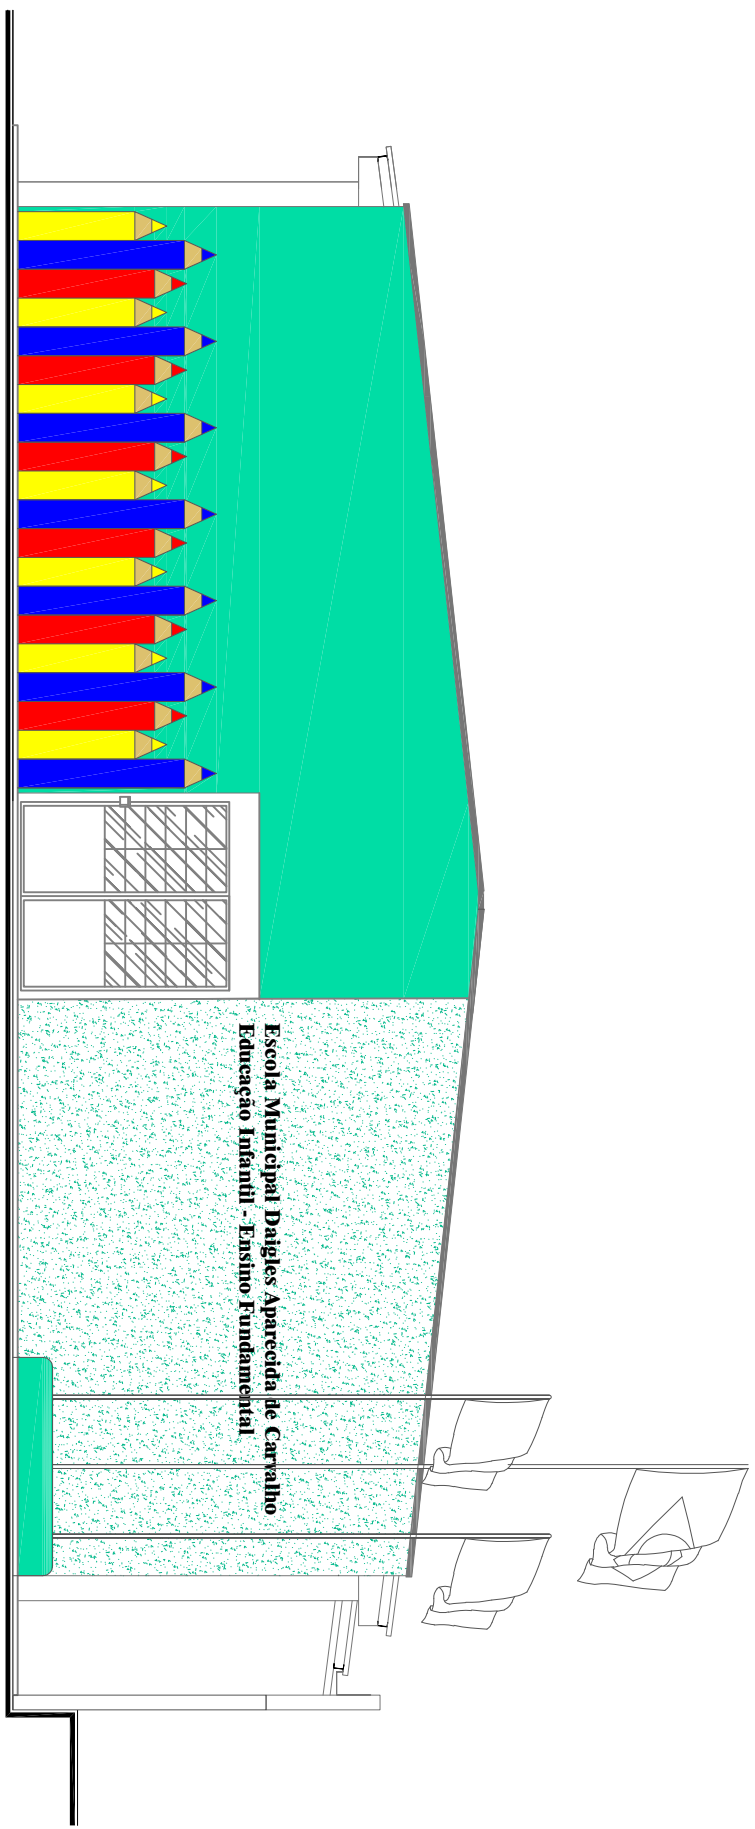 Escola Municipal Daigles Aparecida de Carvalho
Educação Infantil - Ensino Fundamental